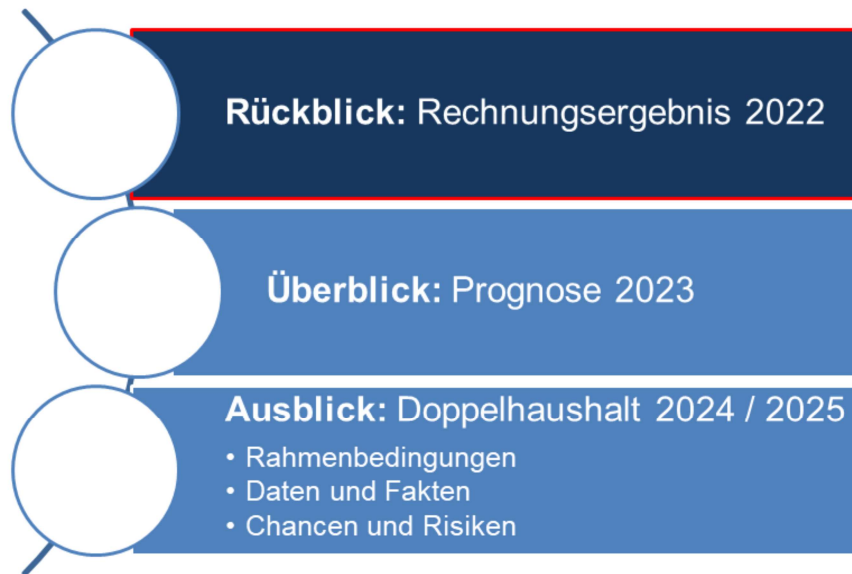 Rückblick: Rechnungsergebnis 2022
Überblick: Prognose 2023
Ausblick: Doppelhaushalt 2024 / 2025
• Rahmenbedingungen
• Daten und Fakten
• Chancen und Risiken